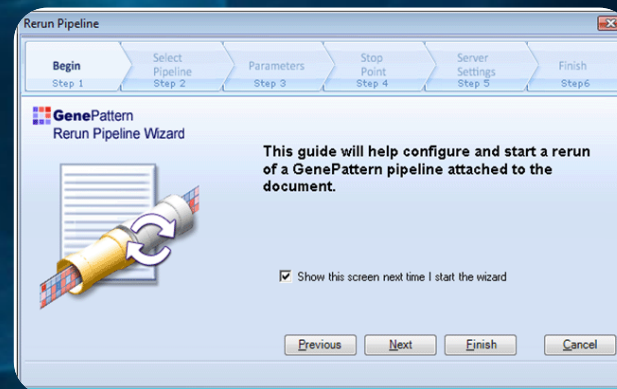 Rerun Pipeline
Begin
Step 1
Select
Pipeline
Step 2
Parameters
Step 3
Stop
Point
Step 4
Server
Settings
Step 5
Finish
Step6
GenePattern
Rerun Pipeline Wizard
This guide will help configure and start a rerun
of a GenePattern pipeline attached to the
document.
Show this screen next time I start the wizard
Previous Next Finish Cancel